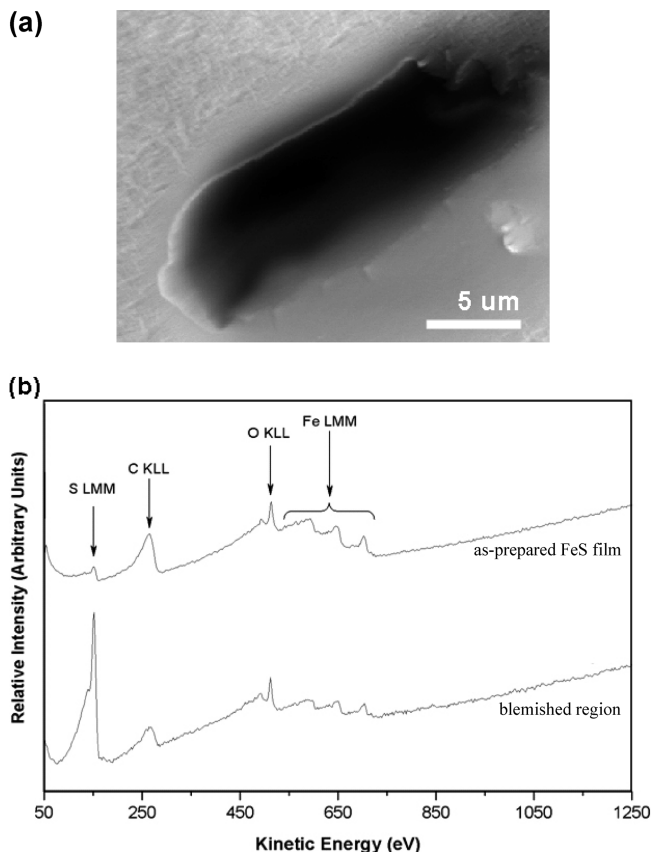 (a)
5 um
(b)
Fe LMM
O KLL
C KLL
S LMM
as-prepared FeS film
blemished region
Relative Intensity (Arbitrary Units)
50 250 450 650 850 1050 1250
Kinetic Energy (eV)